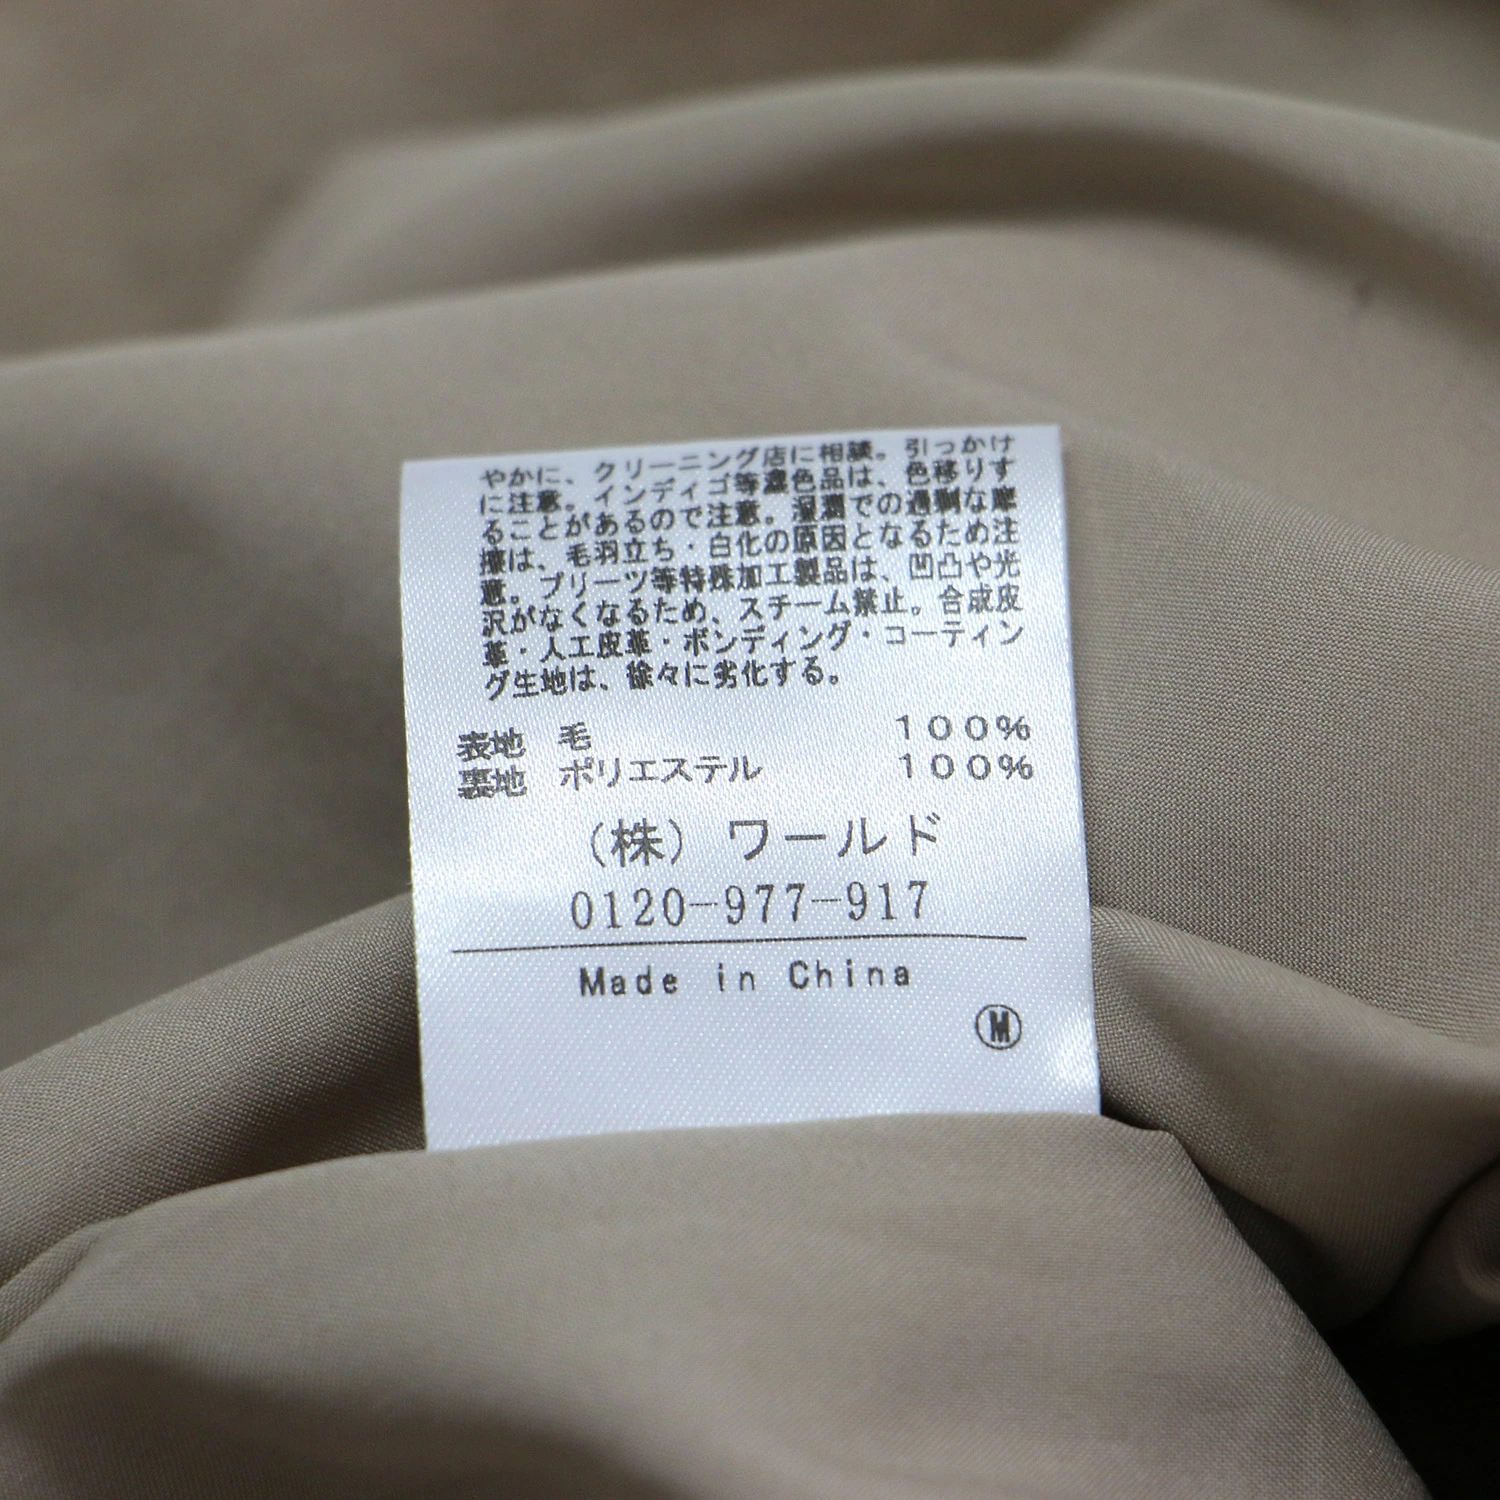 やかに、クリーニング店に相談。引っかけ
に注意。インディゴ等濃色品は、色移りす
ることがあるので注意。湿潤での過剰な摩
擦は、毛羽立ち・白化の原因となるため注
意。プリーツ等特殊加工製品は、凹凸や光
沢がなくなるため、スチーム禁止。合成皮
革・人工皮革・ボンディング・コーティン
グ生地は、徐々に劣化する。
表地 毛 100%
裏地 ポリエステル 100%
(株) ワールド
0120-977-917
Made in China
Ⓜ